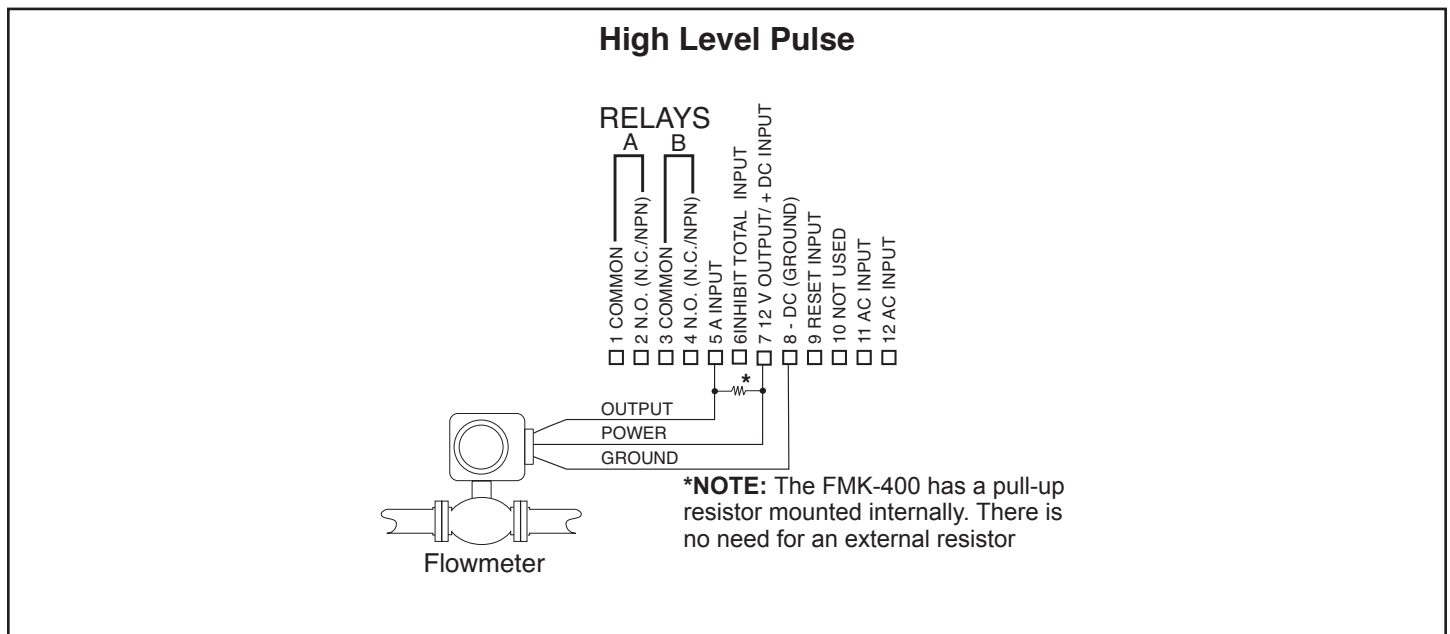 High Level Pulse
RELAYS
A B
1 COMMON
2 N.O. (N.C./NPN)
3 COMMON
4 N.O. (N.C./NPN)
5 A INPUT
6INHIBIT TOTAL INPUT
7 12 V OUTPUT/ + DC INPUT
8 - DC (GROUND)
9 RESET INPUT
10 NOT USED
11 AC INPUT
12 AC INPUT
*
OUTPUT
POWER
GROUND
*NOTE: The FMK-400 has a pull-up
resistor mounted internally. There is
no need for an external resistor
Flowmeter